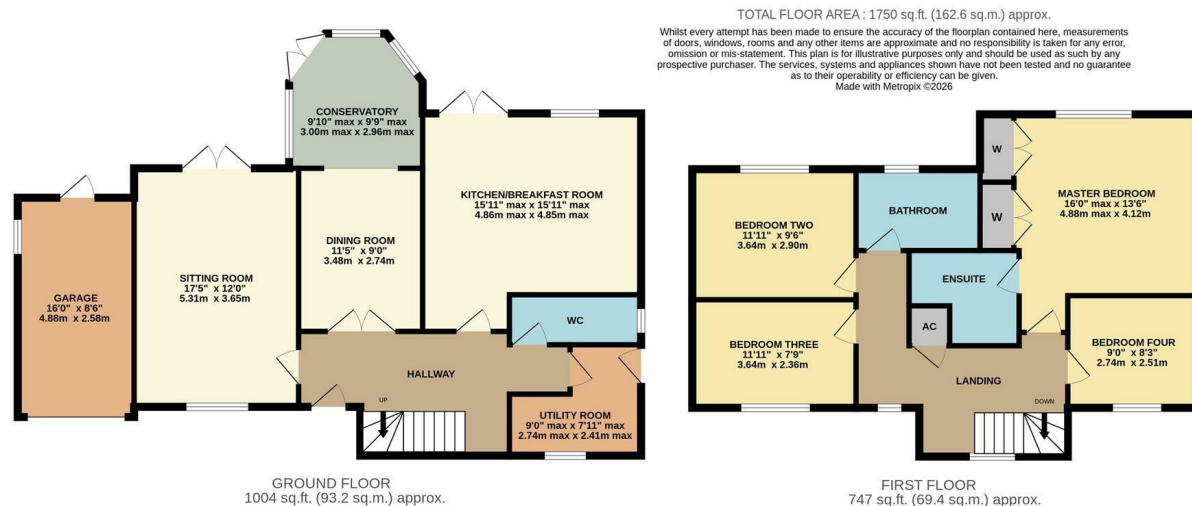 TOTAL FLOOR AREA : 1750 sq.ft. (162.6 sq.m.) approx.
Whilst every attempt has been made to ensure the accuracy of the floorplan contained here, measurements
of doors, windows, rooms and any other items are approximate and no responsibility is taken for any error,
omission or mis-statement. This plan is for illustrative purposes only and should be used as such by any
prospective purchaser. The services, systems and appliances shown have not been tested and no guarantee
as to their operability or efficiency can be given.
Made with Metropix ©2026
CONSERVATORY
9'10" max x 9'9" max
3.00m max x 2.96m max
KITCHEN/BREAKFAST ROOM
15'11" max x 15'11" max
4.86m max x 4.85m max
DINING ROOM
11'5" x 9'0"
3.48m x 2.74m
SITTING ROOM
17'5" x 12'0"
5.31m x 3.65m
GARAGE
16'0" x 8'6"
4.88m x 2.58m
WC
HALLWAY
UP
UTILITY ROOM
9'0" max x 7'11" max
2.74m max x 2.41m max
GROUND FLOOR
1004 sq.ft. (93.2 sq.m.) approx.
W
W
MASTER BEDROOM
16'0" max x 13'6"
4.88m max x 4.12m
BATHROOM
BEDROOM TWO
11'11" x 9'6"
3.64m x 2.90m
ENSUITE
AC
BEDROOM THREE
11'11" x 7'9"
3.64m x 2.36m
BEDROOM FOUR
9'0" x 8'3"
2.74m x 2.51m
LANDING
DOWN
FIRST FLOOR
747 sq.ft. (69.4 sq.m.) approx.